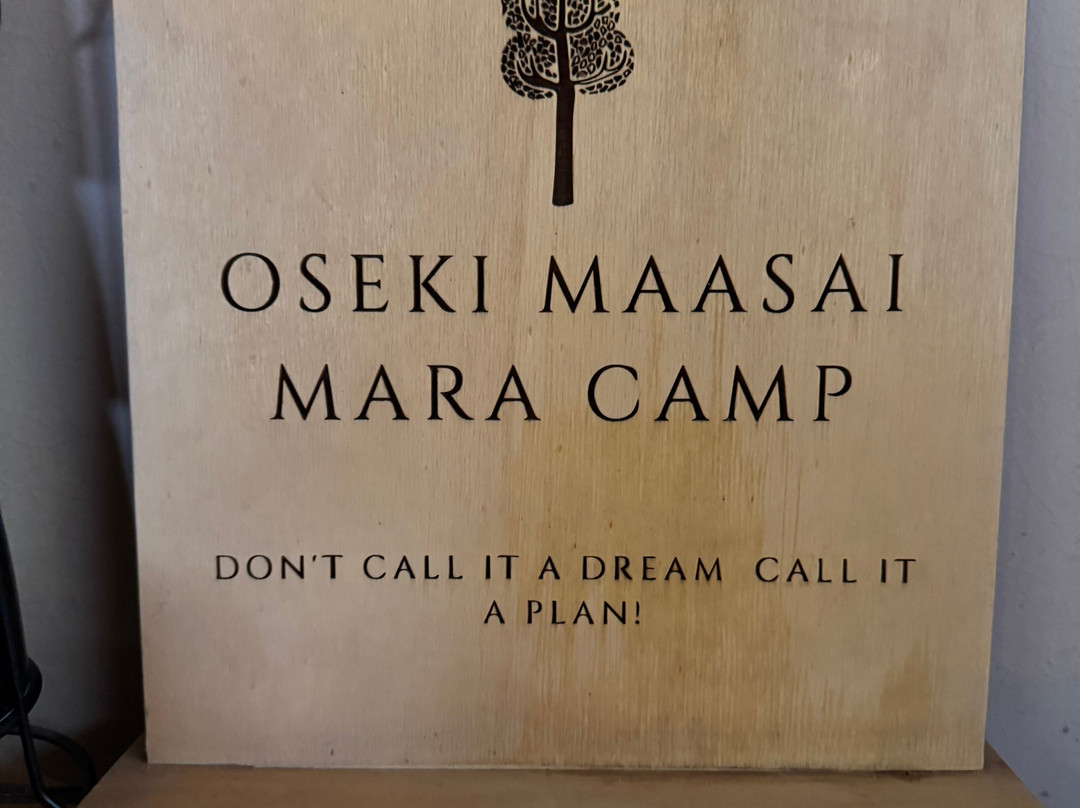 OSEKI MAASAI
MARA CAMP
DON'T CALL IT A DREAM CALL IT
A PLAN!